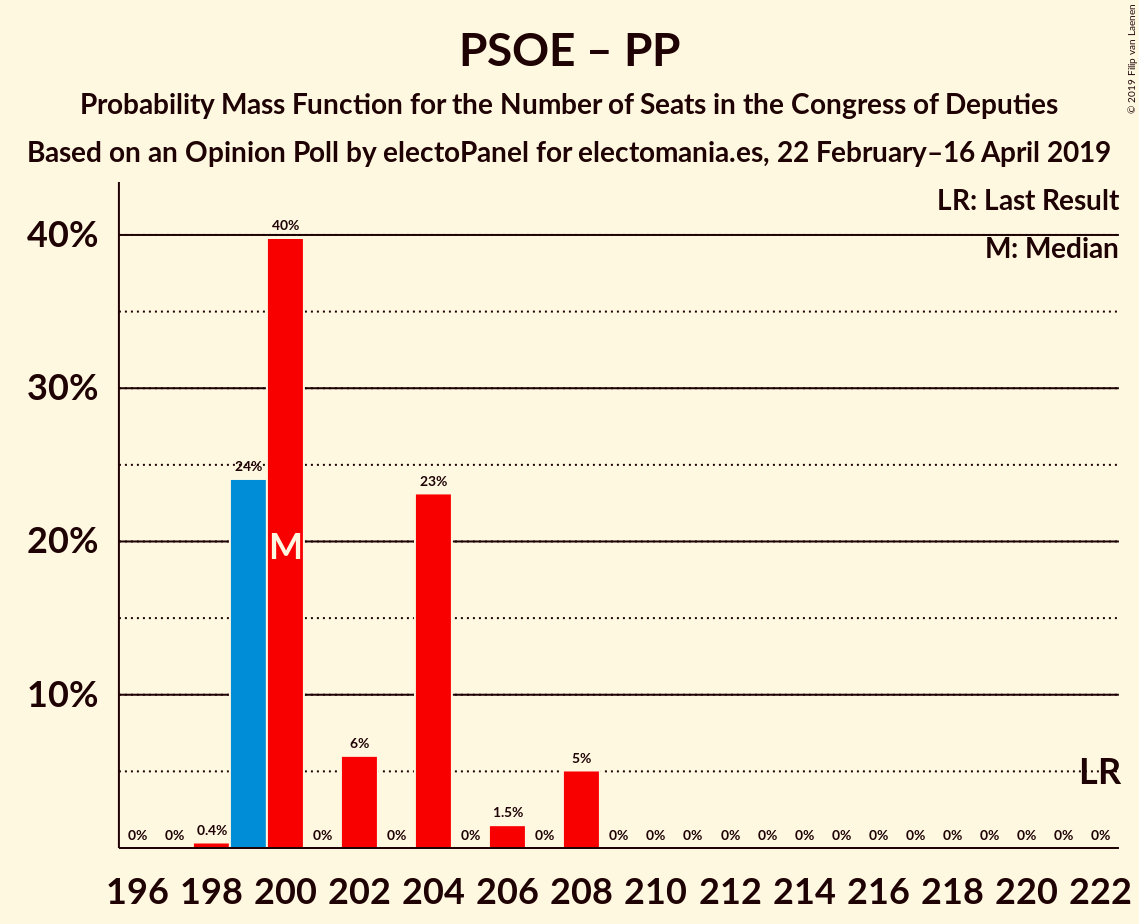 PSOE – PP
Probability Mass Function for the Number of Seats in the Congress of Deputies
Based on an Opinion Poll by electoPanel for electomania.es, 22 February–16 April 2019
© 2019 Filip van Laenen
LR: Last Result
M: Median
40%
30%
20%
10%
0% 0% 0.4% 24% 40% 0% 6% 0% 23% 0% 1.5% 0% 5% 0% 0% 0% 0% 0% 0% 0% 0% 0% 0% 0% 0% 0% 0%
M
LR
196 198 200 202 204 206 208 210 212 214 216 218 220 222